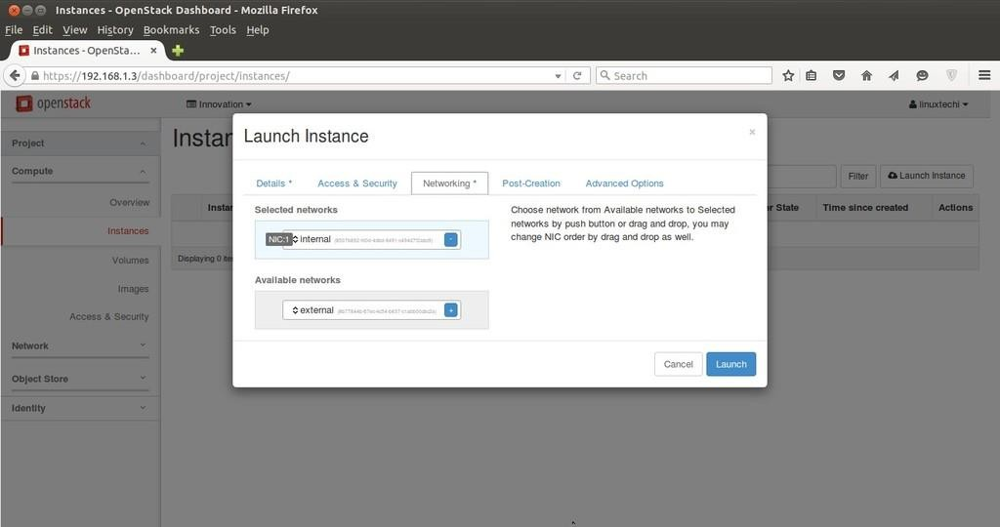 Instances - OpenStack Dashboard - Mozilla Firefox
File Edit View History Bookmarks Tools Help
Instances - OpenSta...
https://192.168.1.3/dashboard/project/instances/
Search
openstack
Innovation
linuxtechi
Project
Compute
Overview
Instances
Volumes
Images
Access & Security
Network
Object Store
Identity
Instan
Filter
Launch Instance
Instan
r State
Time since created
Actions
Displaying 0 ite
Launch Instance
×
Details *
Access & Security
Networking *
Post-Creation
Advanced Options
Selected networks
NIC:1
internal
-
Available networks
external
+
Choose network from Available networks to Selected
networks by push button or drag and drop, you may
change NIC order by drag and drop as well.
Cancel
Launch